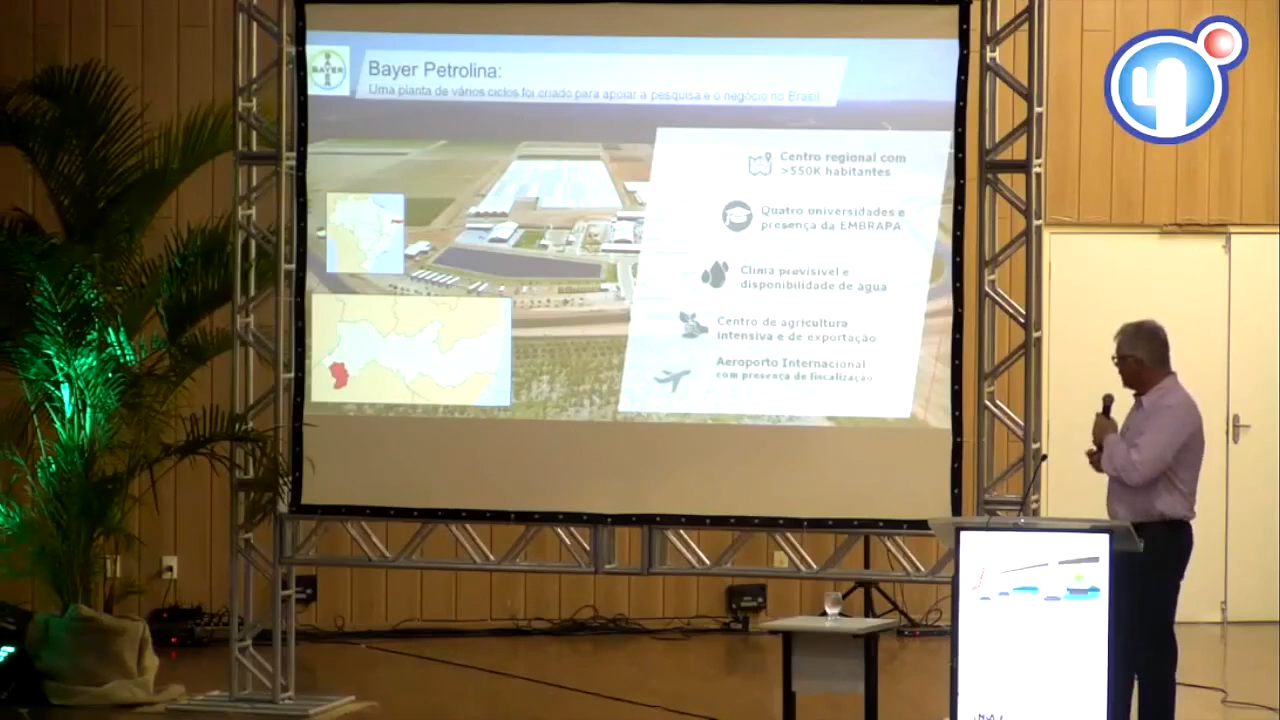 BAYER
Bayer Petrolina:
Uma planta de vários ciclos foi criado para apoiar a pesquisa e o negócio no Brasil
Centro regional com
>550K habitantes
Quatro universidades e
presença da EMBRAPA
Clima previsível e
disponibilidade de água
Centro de agricultura
intensiva e de exportação
Aeroporto Internacional
com presença de fiscalização